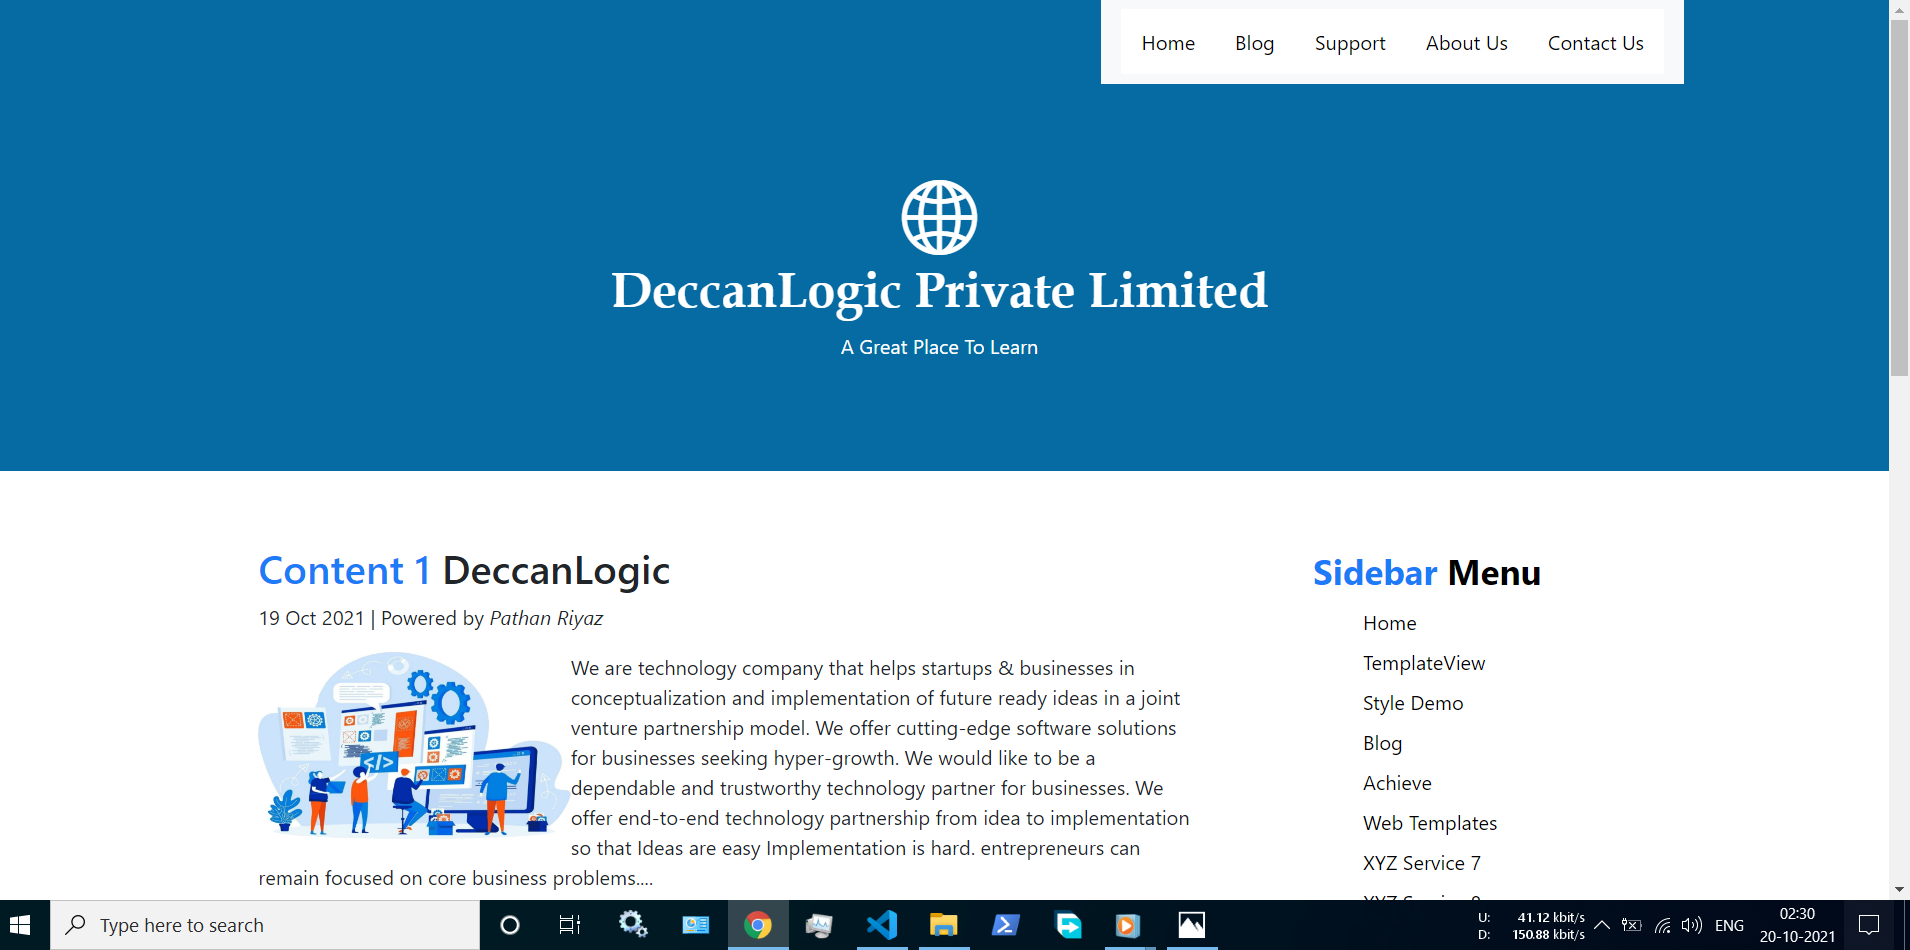 Home Blog Support About Us Contact Us
DeccanLogic Private Limited
A Great Place To Learn
Content 1 DeccanLogic
19 Oct 2021 | Powered by Pathan Riyaz
</>
We are technology company that helps startups & businesses in
conceptualization and implementation of future ready ideas in a joint
venture partnership model. We offer cutting-edge software solutions
for businesses seeking hyper-growth. We would like to be a
dependable and trustworthy technology partner for businesses. We
offer end-to-end technology partnership from idea to implementation
so that Ideas are easy Implementation is hard. entrepreneurs can
remain focused on core business problems....
Sidebar Menu
Home
TemplateView
Style Demo
Blog
Achieve
Web Templates
XYZ Service 7
Type here to search
U: 41.12 kbit/s
D: 150.88 kbit/s
ENG
02:30
20-10-2021